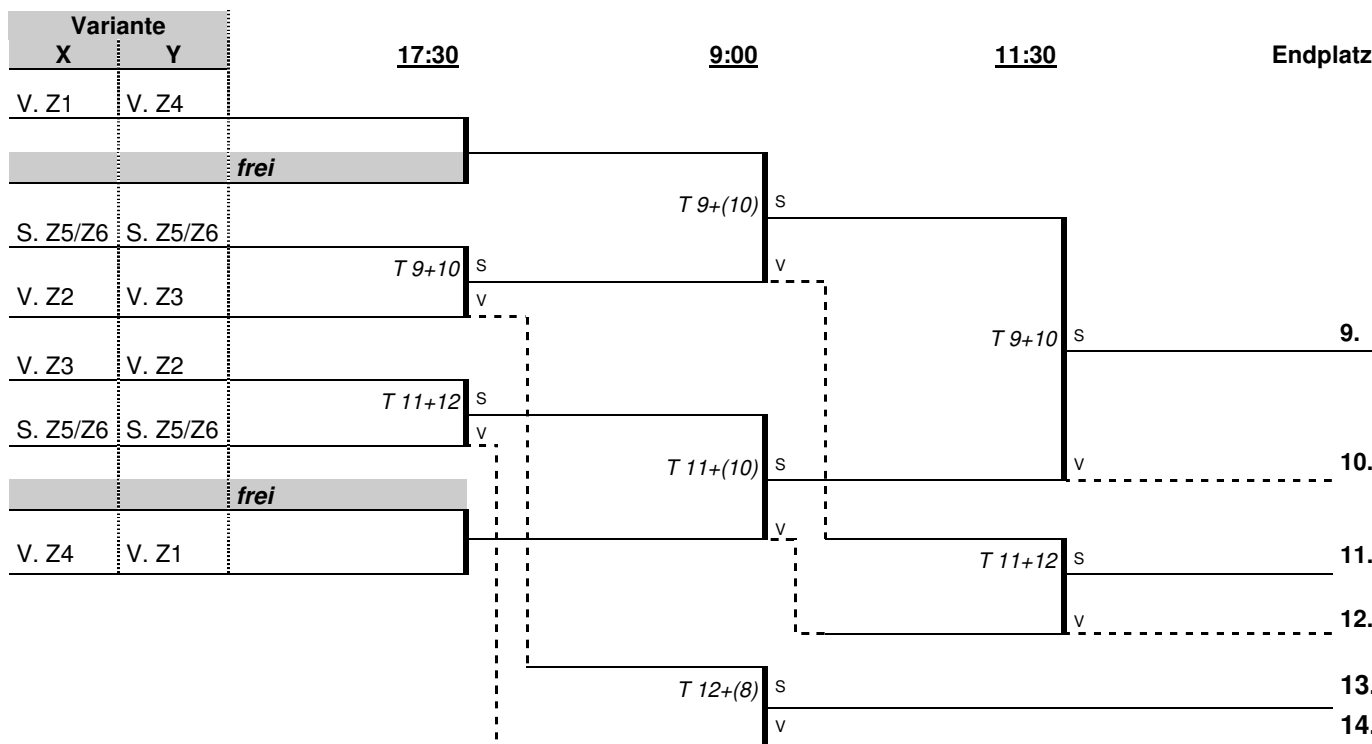 Variante
X Y 17:30 9:00 11:30 Endplatz
V. Z1 V. Z4
frei
T 9+(10) S
S. Z5/Z6 S. Z5/Z6
T 9+10 S V
V. Z2 V. Z3 V
T 9+10 S 9.
V. Z3 V. Z2
T 11+12 S
S. Z5/Z6 S. Z5/Z6 V
T 11+(10) S V 10.
frei
V
V. Z4 V. Z1 T 11+12 S 11.
V 12.
T 12+(8) S 13.
V 14.